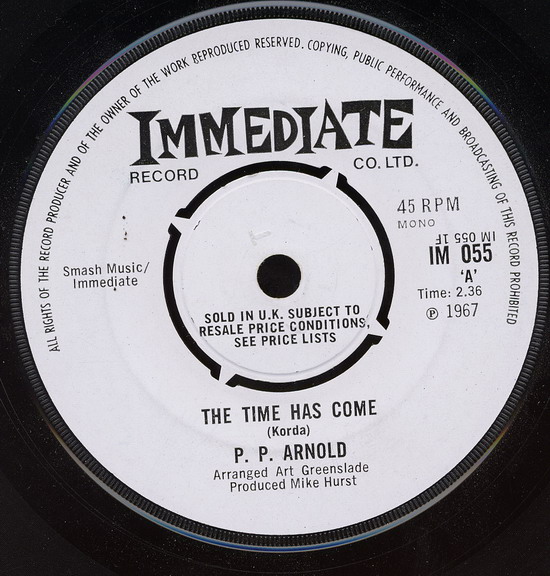 ALL RIGHTS OF THE RECORD PRODUCER AND OF THE OWNER OF THE WORK REPRODUCED RESERVED. COPYING, PUBLIC PERFORMANCE AND BROADCASTING OF THIS RECORD PROHIBITED
IMMEDIATE
RECORD CO. LTD.
45 RPM
MONO
IM 055 1F
IM 055
'A'
Time: 2.36
℗ 1967
Smash Music/
Immediate
SOLD IN U.K. SUBJECT TO
RESALE PRICE CONDITIONS,
SEE PRICE LISTS
THE TIME HAS COME
(Korda)
P. P. ARNOLD
Arranged Art Greenslade
Produced Mike Hurst